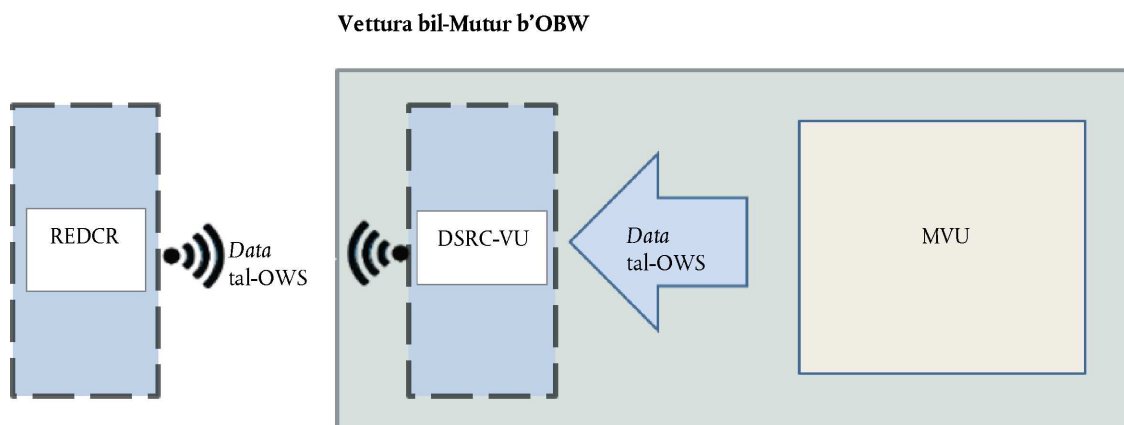 Vettura bil-Mutur b’OBW
REDCR
Data
tal-OWS
DSRC-VU
Data
tal-OWS
MVU